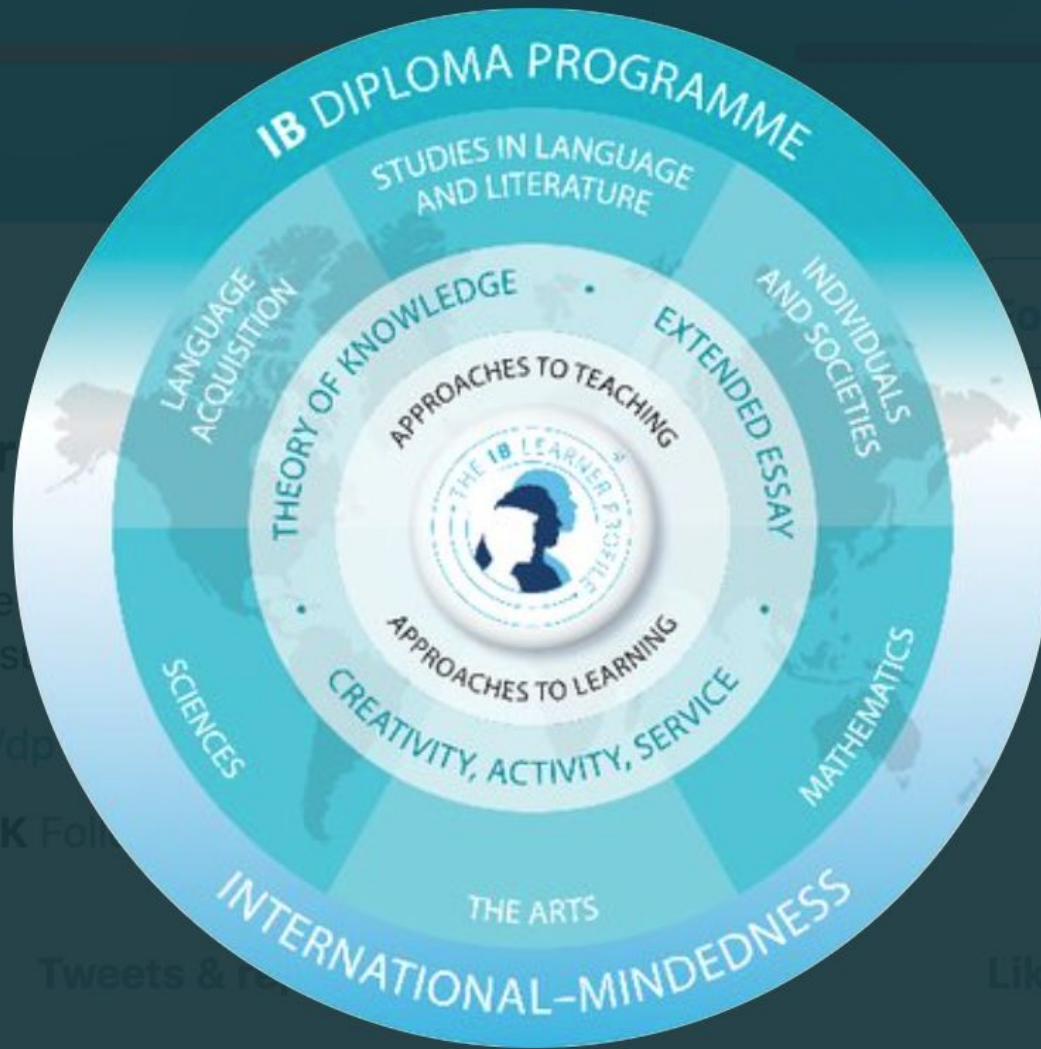 IB DIPLOMA PROGRAMME
STUDIES IN LANGUAGE
AND LITERATURE
LANGUAGE
ACQUISITION
INDIVIDUALS
AND SOCIETIES
THEORY OF KNOWLEDGE
EXTENDED ESSAY
APPROACHES TO TEACHING
THE IB LEARNER PROFILE
APPROACHES TO LEARNING
CREATIVITY, ACTIVITY, SERVICE
SCIENCES
MATHEMATICS
THE ARTS
INTERNATIONAL–MINDEDNESS
/dp
K
Tweets &